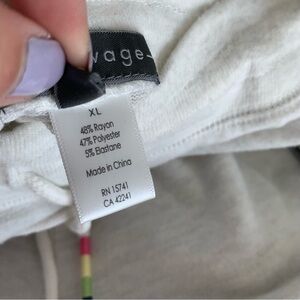 vage-
XL
48% Rayon
47% Polyester
5% Elastane
Made in China
RN 15741
CA 42241